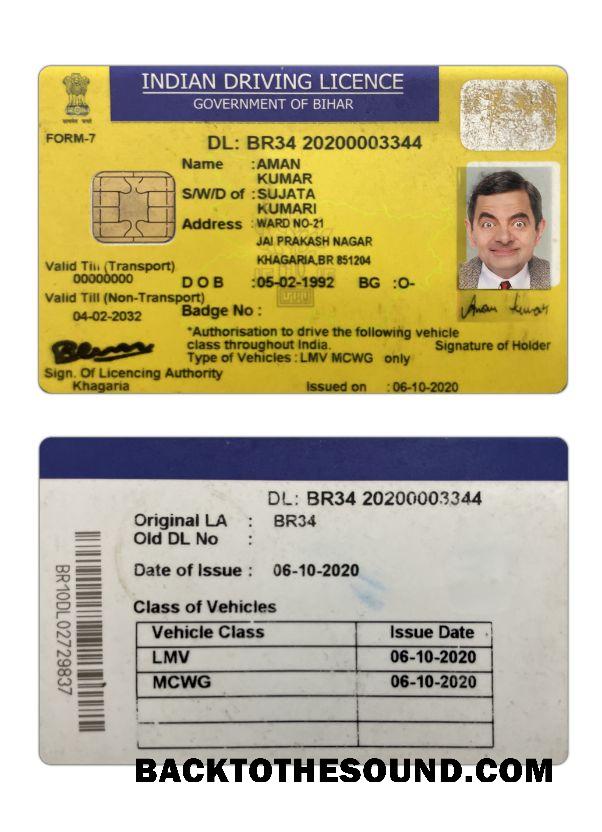 INDIAN DRIVING LICENCE
GOVERNMENT OF BIHAR
FORM-7
DL: BR34 20200003344
Name :AMAN
KUMAR
S/W/D of :SUJATA
KUMARI
Address :WARD NO-21
JAI PRAKASH NAGAR
KHAGARIA,BR 851204
Valid Till (Transport)
00000000
D O B :05-02-1992 BG :O-
Valid Till (Non-Transport)
04-02-2032
Badge No :
*Authorisation to drive the following vehicle
class throughout India.
Signature of Holder
Type of Vehicles : LMV MCWG only
Sign. Of Licencing Authority
Khagaria
Issued on :06-10-2020
Aman Kumar
DL: BR34 20200003344
Original LA : BR34
Old DL No :
Date of Issue : 06-10-2020
BR10DL02729837
Class of Vehicles
Vehicle Class Issue Date
LMV 06-10-2020
MCWG 06-10-2020
BACKTOTHESOUND.COM